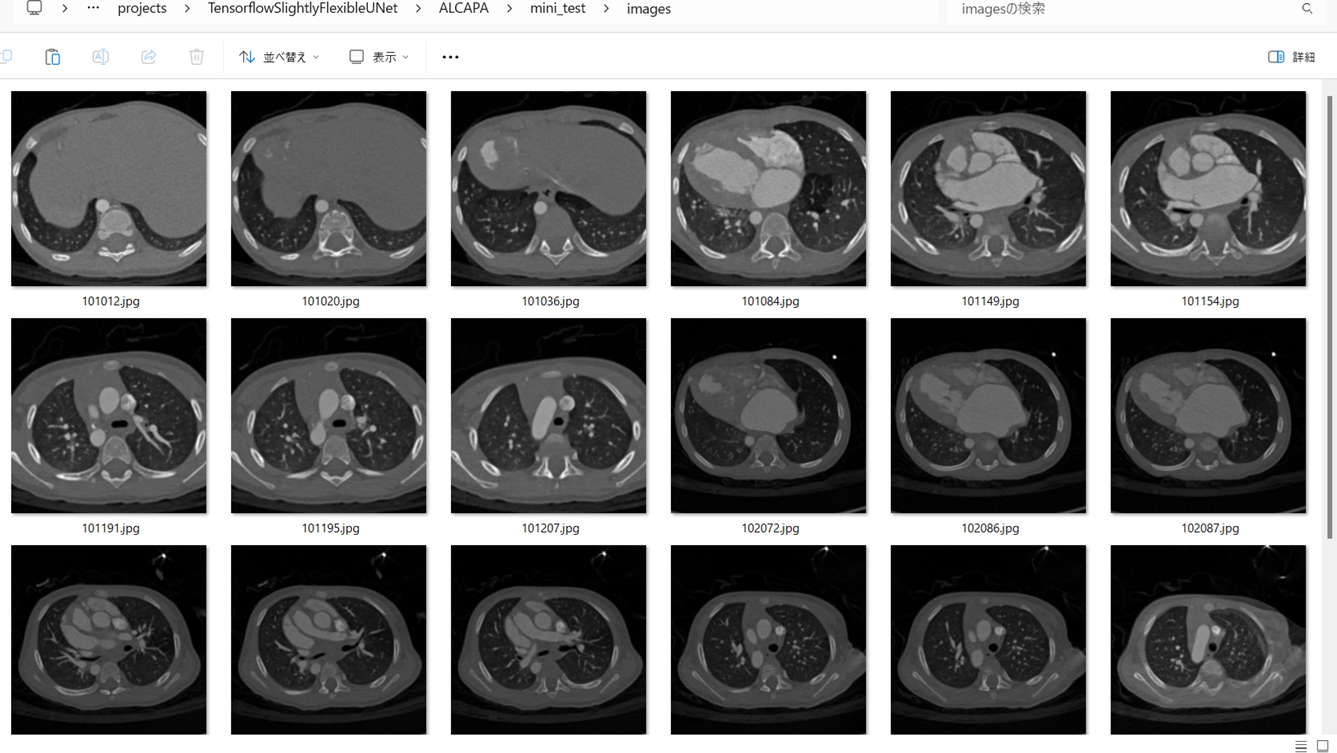 … projects TensorflowSlightlyFlexibleUNet ALCAPA mini_test images imagesの検索
並べ替え 表示 … 詳細
101012.jpg 101020.jpg 101036.jpg 101084.jpg 101149.jpg 101154.jpg
101191.jpg 101195.jpg 101207.jpg 102072.jpg 102086.jpg 102087.jpg